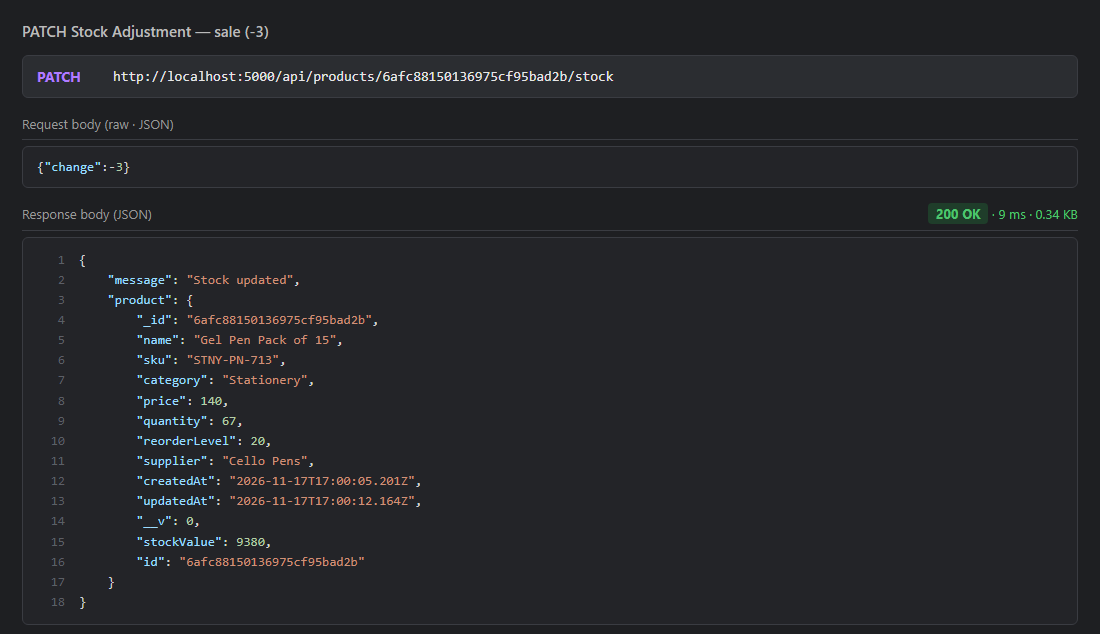 PATCH Stock Adjustment — sale (-3)
PATCH http://localhost:5000/api/products/6afc88150136975cf95bad2b/stock
Request body (raw · JSON)
{"change":-3}
Response body (JSON) 200 OK · 9 ms · 0.34 KB
1 {
2 "message": "Stock updated",
3 "product": {
4 "_id": "6afc88150136975cf95bad2b",
5 "name": "Gel Pen Pack of 15",
6 "sku": "STNY-PN-713",
7 "category": "Stationery",
8 "price": 140,
9 "quantity": 67,
10 "reorderLevel": 20,
11 "supplier": "Cello Pens",
12 "createdAt": "2026-11-17T17:00:05.201Z",
13 "updatedAt": "2026-11-17T17:00:12.164Z",
14 "__v": 0,
15 "stockValue": 9380,
16 "id": "6afc88150136975cf95bad2b"
17 }
18 }